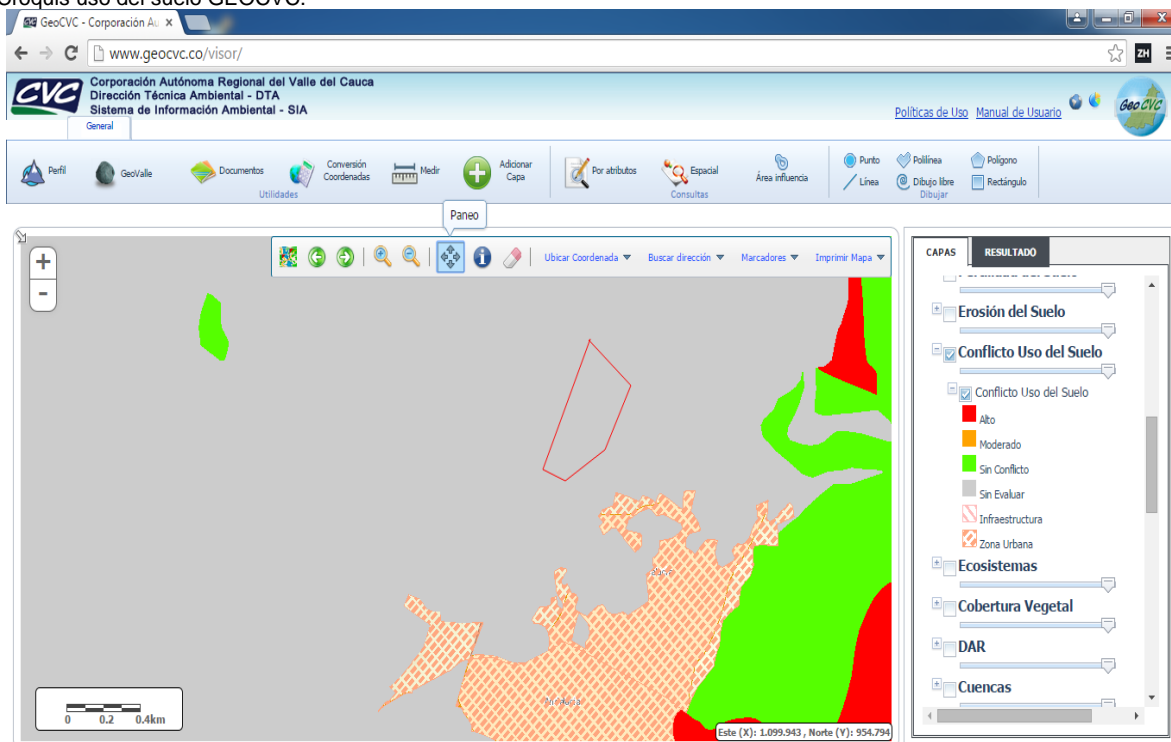 Croquis uso del suelo GEOCVC.
GeoCVC - Corporación Au
www.geocvc.co/visor/
ZH
CVC
Corporación Autónoma Regional del Valle del Cauca
Dirección Técnica Ambiental - DTA
Sistema de Información Ambiental - SIA
Políticas de Uso Manual de Usuario
Geo CVC
General
Perfil
GeoValle
Documentos
Conversión
Coordenadas
Medir
Adicionar
Capa
Utilidades
Por atributos
Espacial
Área influencia
Consultas
Punto
Polilínea
Polígono
Línea
Dibujo libre
Rectángulo
Dibujar
Paneo
+
-
Ubicar Coordenada
Buscar dirección
Marcadores
Imprimir Mapa
CAPAS
RESULTADO
Erosión del Suelo
Conflicto Uso del Suelo
Conflicto Uso del Suelo
Alto
Moderado
Sin Conflicto
Sin Evaluar
Infraestructura
Zona Urbana
Ecosistemas
Cobertura Vegetal
DAR
Cuencas
0 0.2 0.4km
Este (X): 1.099.943 , Norte (Y): 954.794